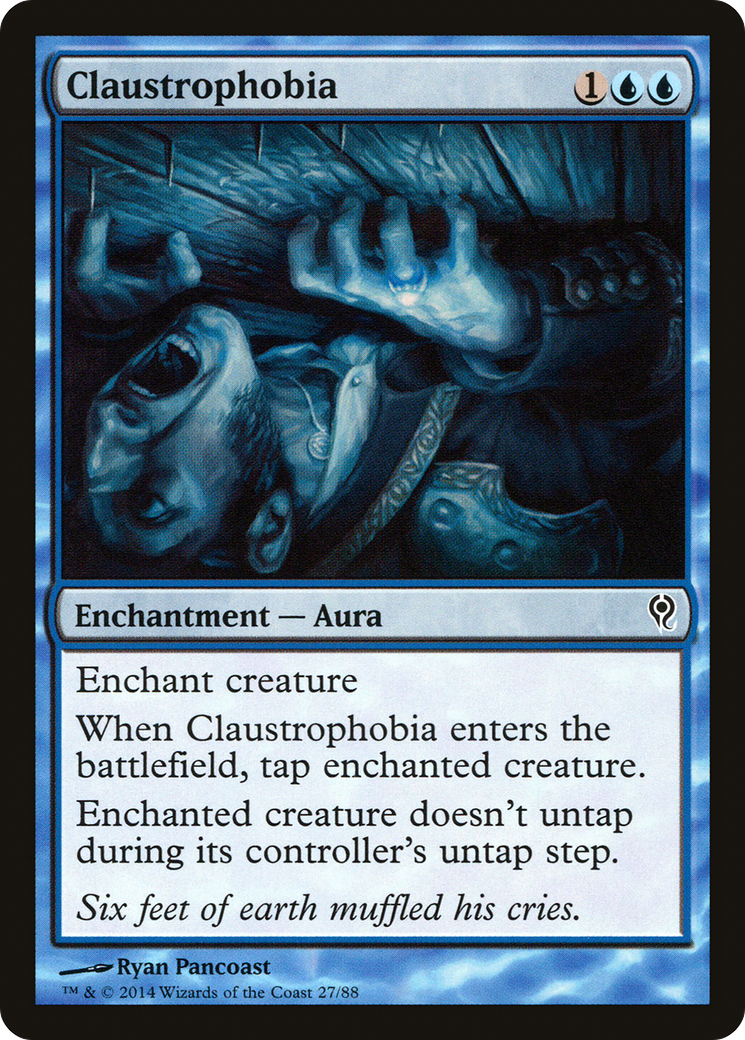 Claustrophobia 1
Enchantment — Aura
Enchant creature
When Claustrophobia enters the
battlefield, tap enchanted creature.
Enchanted creature doesn't untap
during its controller's untap step.
Six feet of earth muffled his cries.
Ryan Pancoast
™ & © 2014 Wizards of the Coast 27/88